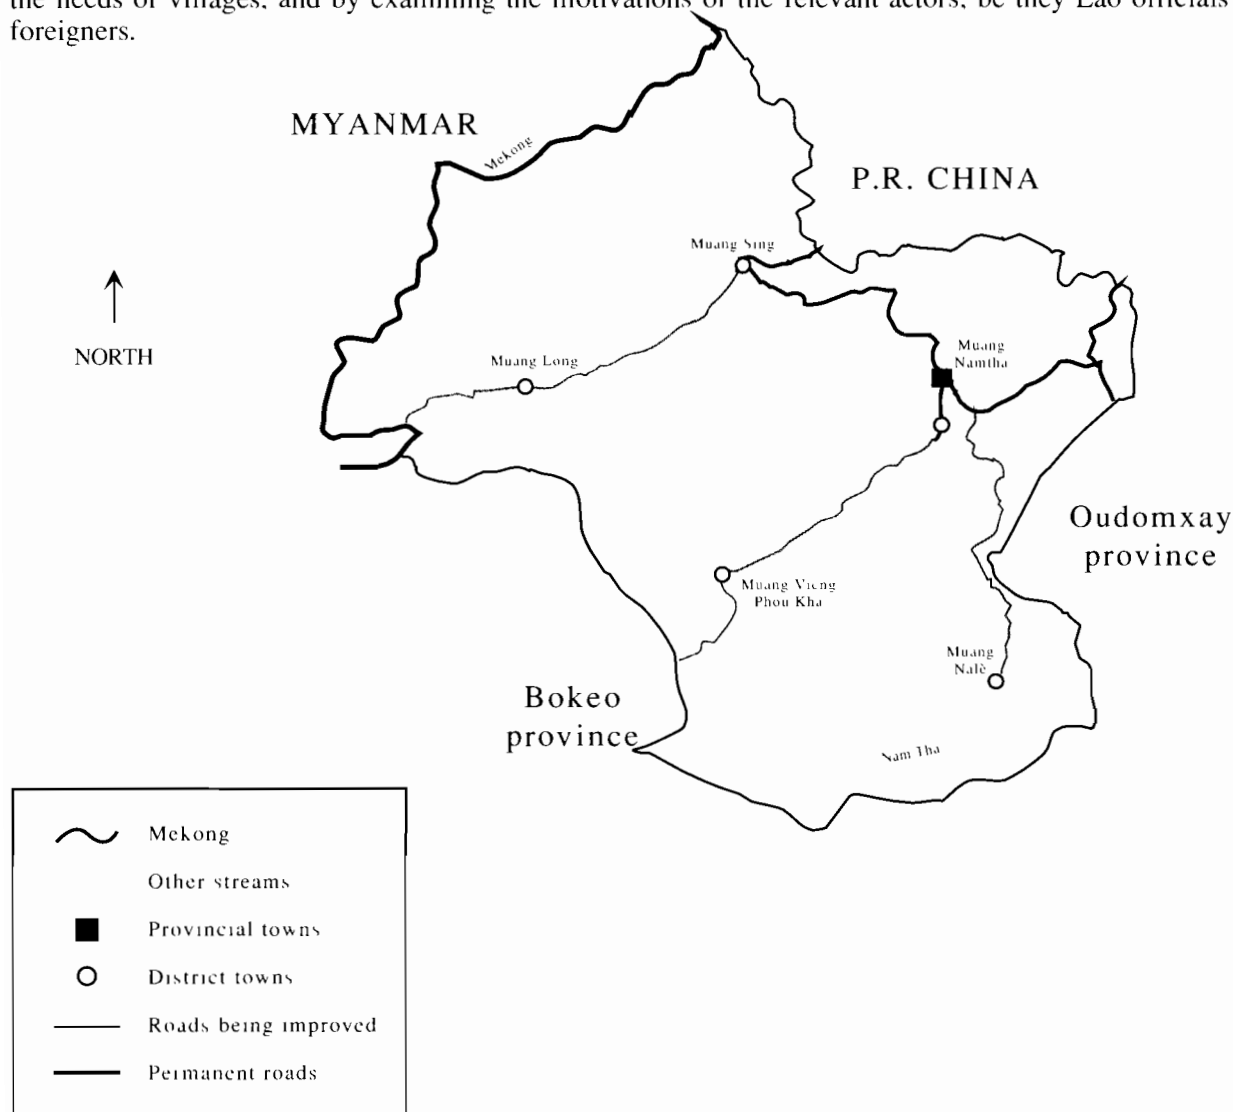 the needs of villages, and by examining the motivations of the relevant actors, be they Lao officials
foreigners.
MYANMAR
Mekong
P.R. CHINA
Muang Sing
NORTH
Muang
Namtha
Muang Long
Oudomxay
province
Muang Vieng
Phou Kha
Muang
Nalè
Bokeo
province
Nam Tha
Mekong
Other streams
Provincial towns
District towns
Roads being improved
Permanent roads